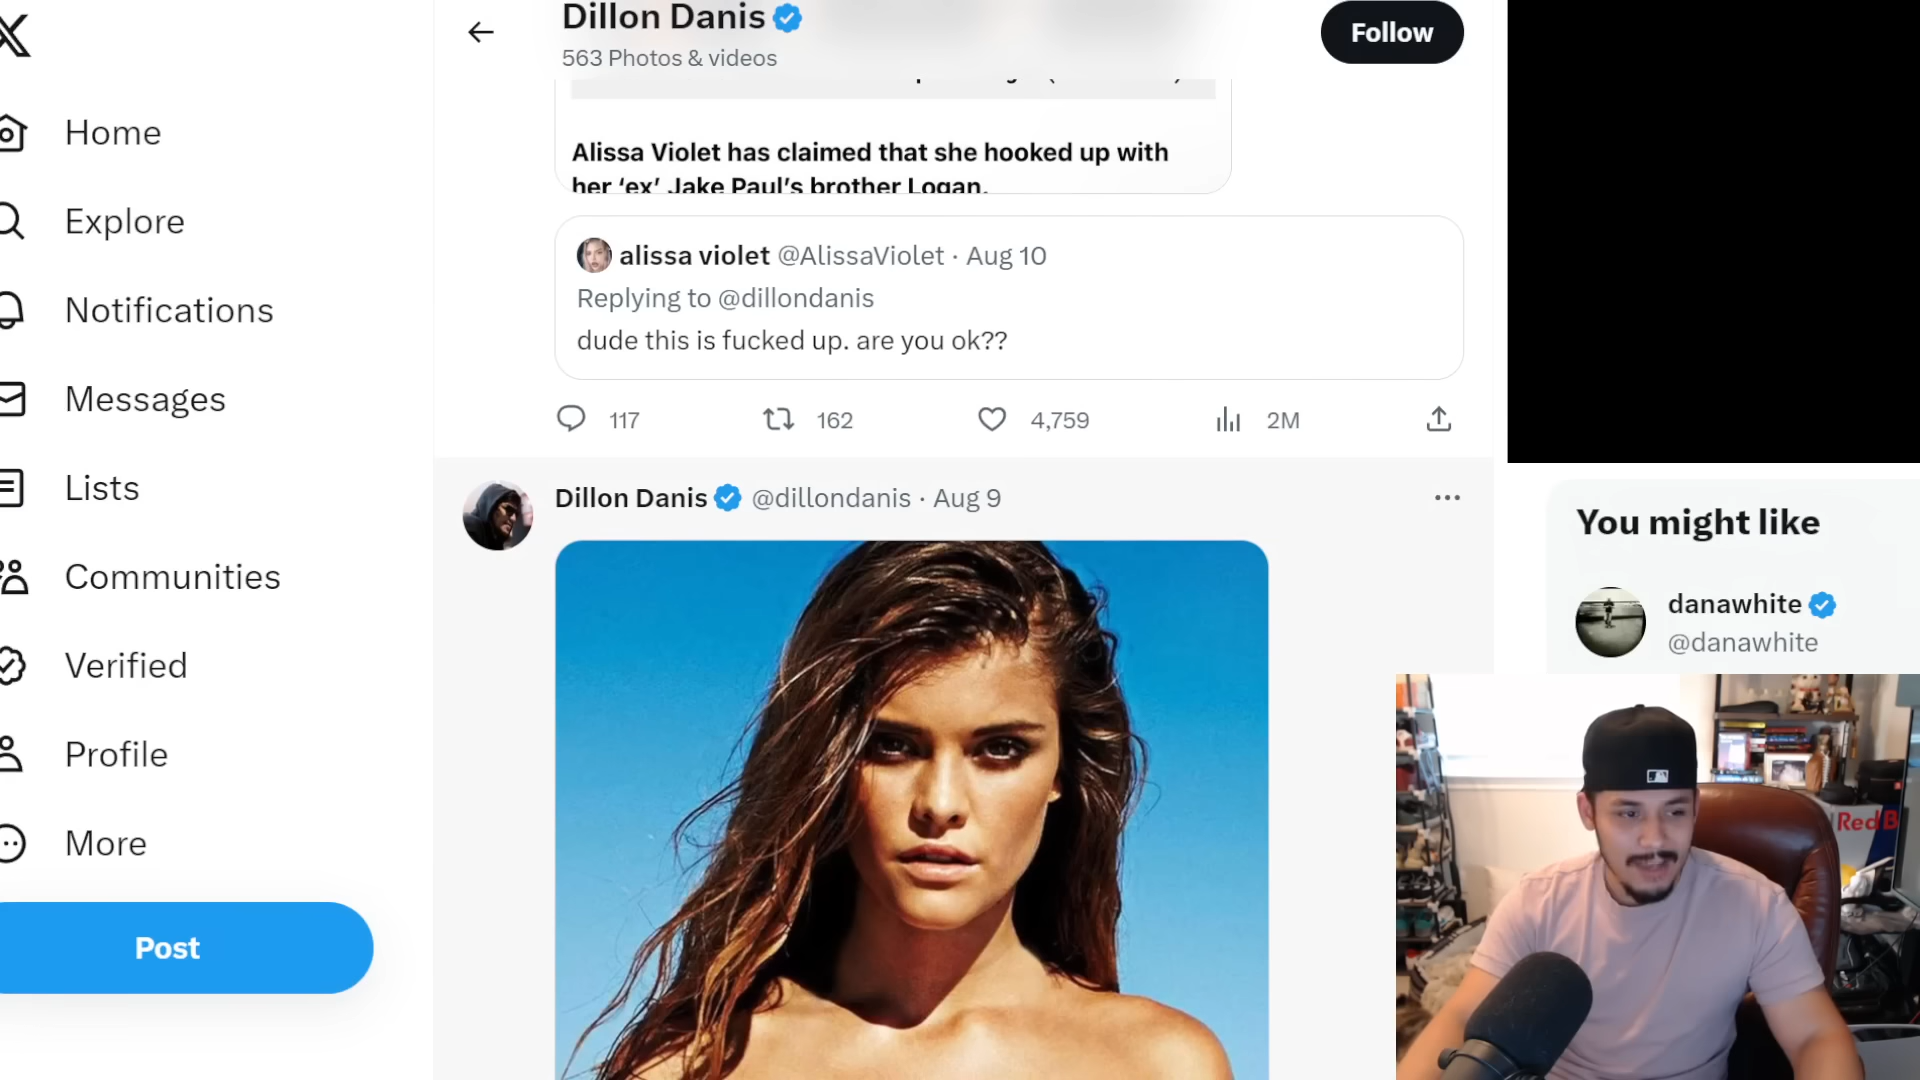 Dillon Danis
563 Photos & videos
Follow
Home
Explore
Notifications
Messages
Lists
Communities
Verified
Profile
More
Post
Alissa Violet has claimed that she hooked up with
her ‘ex’ Jake Paul’s brother Logan.
alissa violet @AlissaViolet · Aug 10
Replying to @dillondanis
dude this is fucked up. are you ok??
117
162
4,759
2M
Dillon Danis @dillondanis · Aug 9
You might like
danawhite
@danawhite
Red B